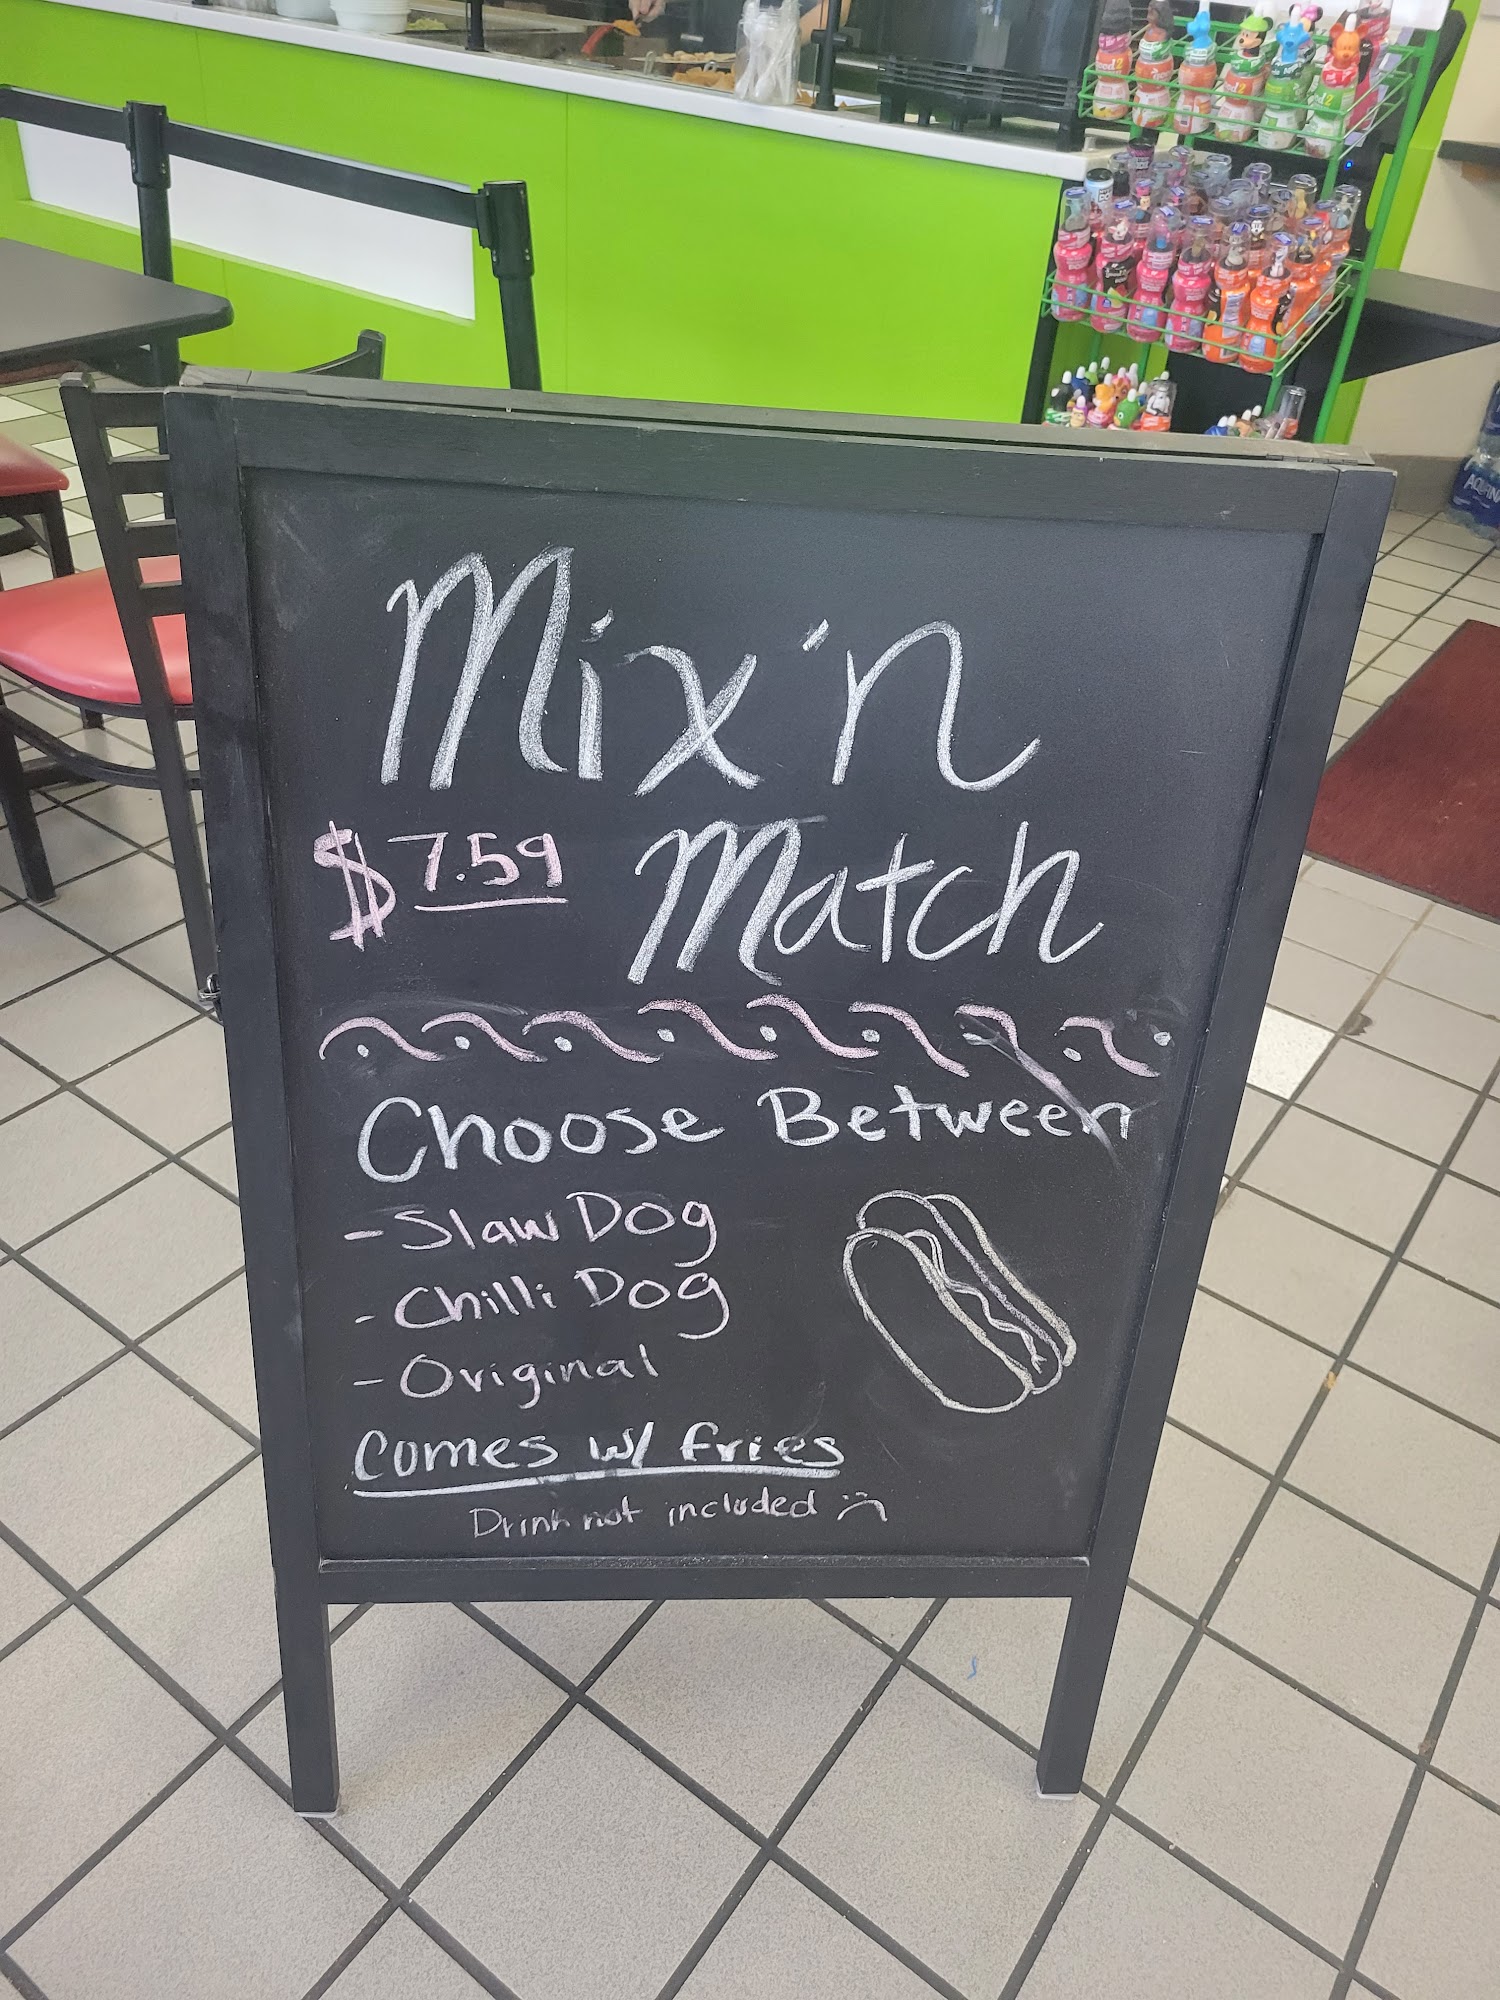 Mix'n
$7.59 Match
Choose Between
- Slaw Dog
- Chilli Dog
- Original
Comes w/ fries
Drink not included :(